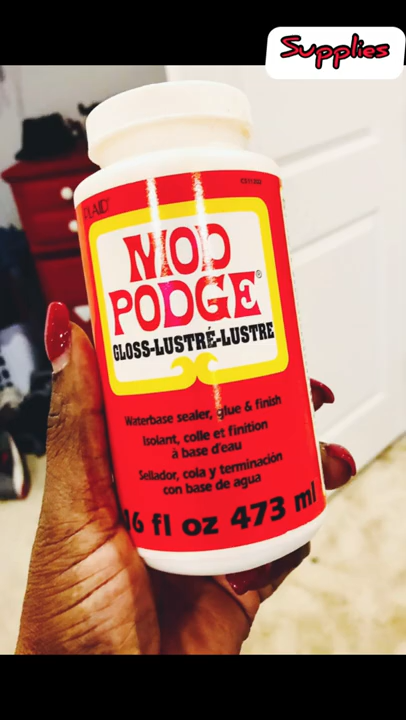 Supplies
PLAID
CS11202
MOD
PODGE®
GLOSS-LUSTRÉ-LUSTRE
Waterbase sealer, glue & finish
Isolant, colle et finition
à base d'eau
Sellador, cola y terminación
con base de agua
16 fl oz 473 ml